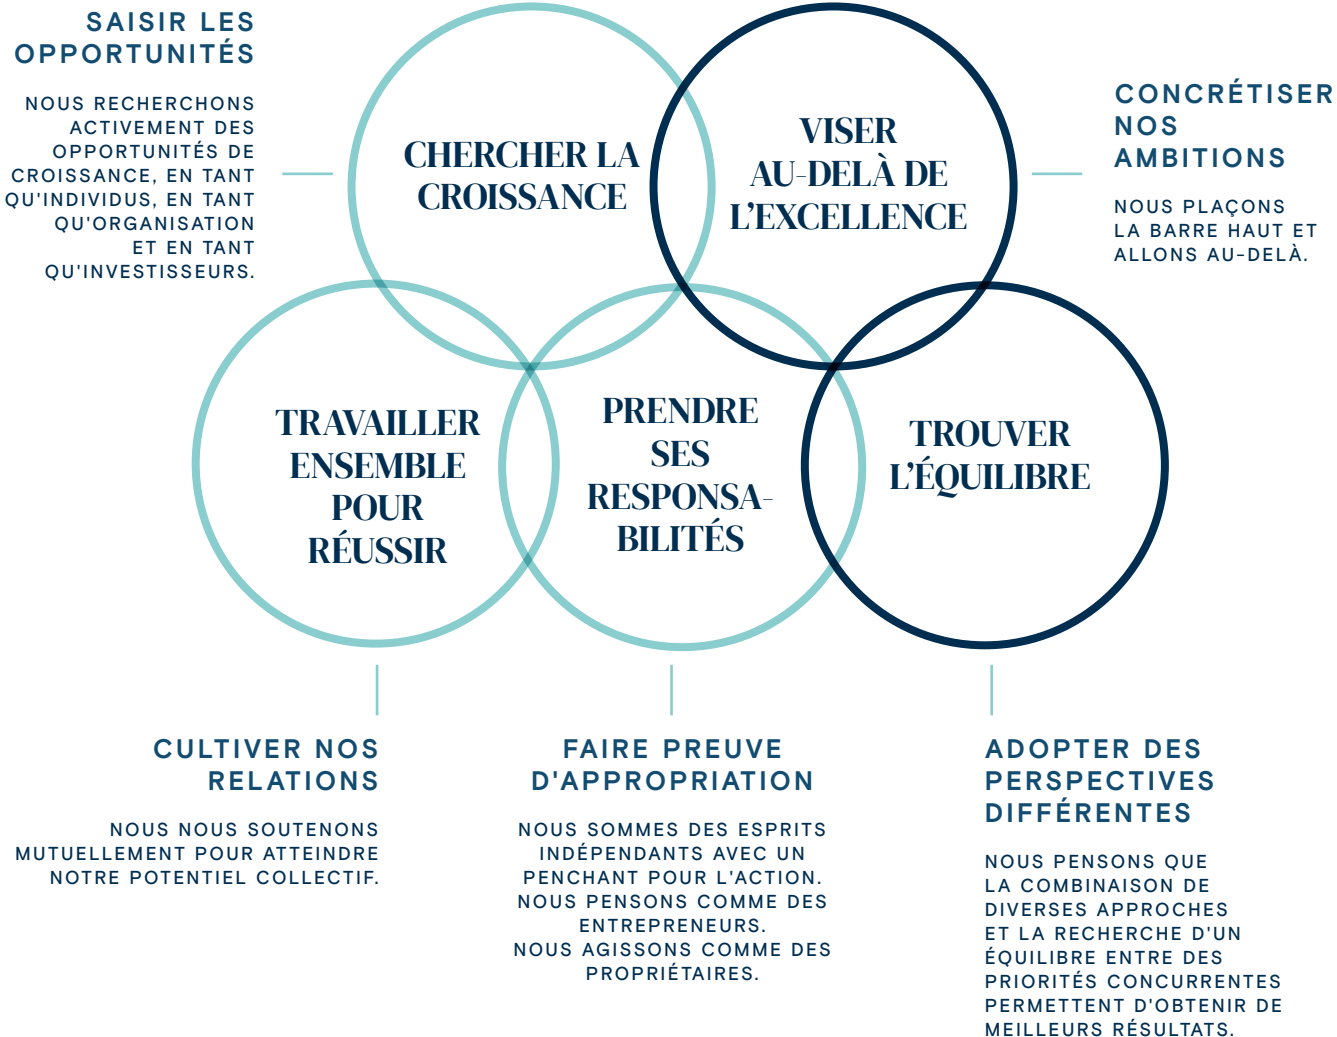 SAISIR LES
OPPORTUNITÉS
NOUS RECHERCHONS
ACTIVEMENT DES
OPPORTUNITÉS DE
CROISSANCE, EN TANT
QU'INDIVIDUS, EN TANT
QU'ORGANISATION
ET EN TANT
QU'INVESTISSEURS.
CHERCHER LA
CROISSANCE
VISER
AU-DELÀ DE
L’EXCELLENCE
CONCRÉTISER
NOS
AMBITIONS
NOUS PLAÇONS
LA BARRE HAUT ET
ALLONS AU-DELÀ.
TRAVAILLER
ENSEMBLE
POUR
RÉUSSIR
PRENDRE
SES
RESPONSA-
BILITÉS
TROUVER
L’ÉQUILIBRE
CULTIVER NOS
RELATIONS
NOUS NOUS SOUTENONS
MUTUELLEMENT POUR ATTEINDRE
NOTRE POTENTIEL COLLECTIF.
FAIRE PREUVE
D'APPROPRIATION
NOUS SOMMES DES ESPRITS
INDÉPENDANTS AVEC UN
PENCHANT POUR L'ACTION.
NOUS PENSONS COMME DES
ENTREPRENEURS.
NOUS AGISSONS COMME DES
PROPRIÉTAIRES.
ADOPTER DES
PERSPECTIVES
DIFFÉRENTES
NOUS PENSONS QUE
LA COMBINAISON DE
DIVERSES APPROCHES
ET LA RECHERCHE D'UN
ÉQUILIBRE ENTRE DES
PRIORITÉS CONCURRENTES
PERMETTENT D'OBTENIR DE
MEILLEURS RÉSULTATS.